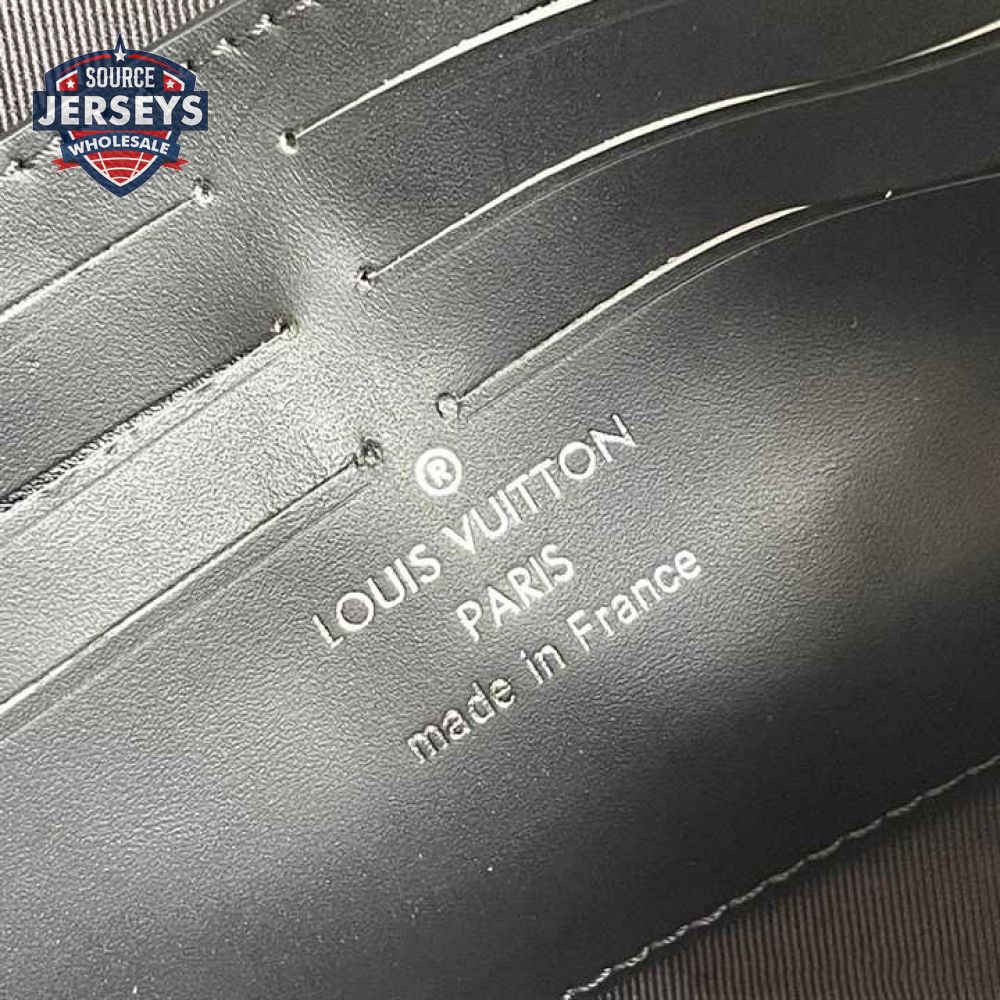 SOURCE
JERSEYS
WHOLESALE
®
LOUIS VUITTON
PARIS
made in France